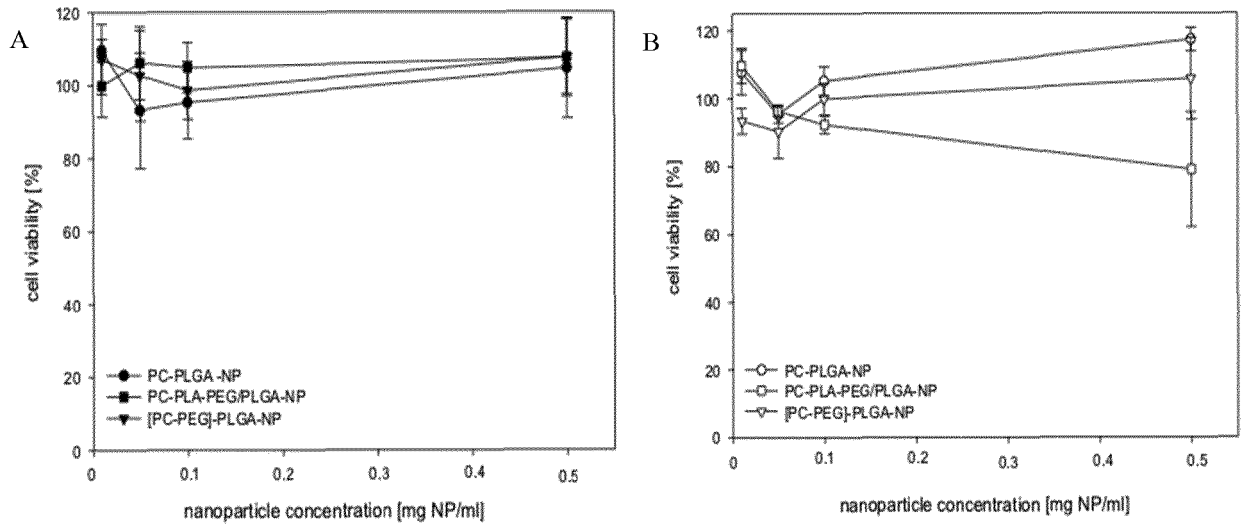 A
120
100
80
60
40
20
0
cell viability [%]
PC-PLGA -NP
PC-PLA-PEG/PLGA-NP
[PC-PEG]-PLGA-NP
0 0.1 0.2 0.3 0.4 0.5
nanoparticle concentration [mg NP/ml]
B
120
100
80
60
40
20
0
cell viability [%]
PC-PLGA-NP
PC-PLA-PEG/PLGA-NP
[PC-PEG]-PLGA-NP
0 0.1 0.2 0.3 0.4 0.5
nanoparticle concentration [mg NP/ml]